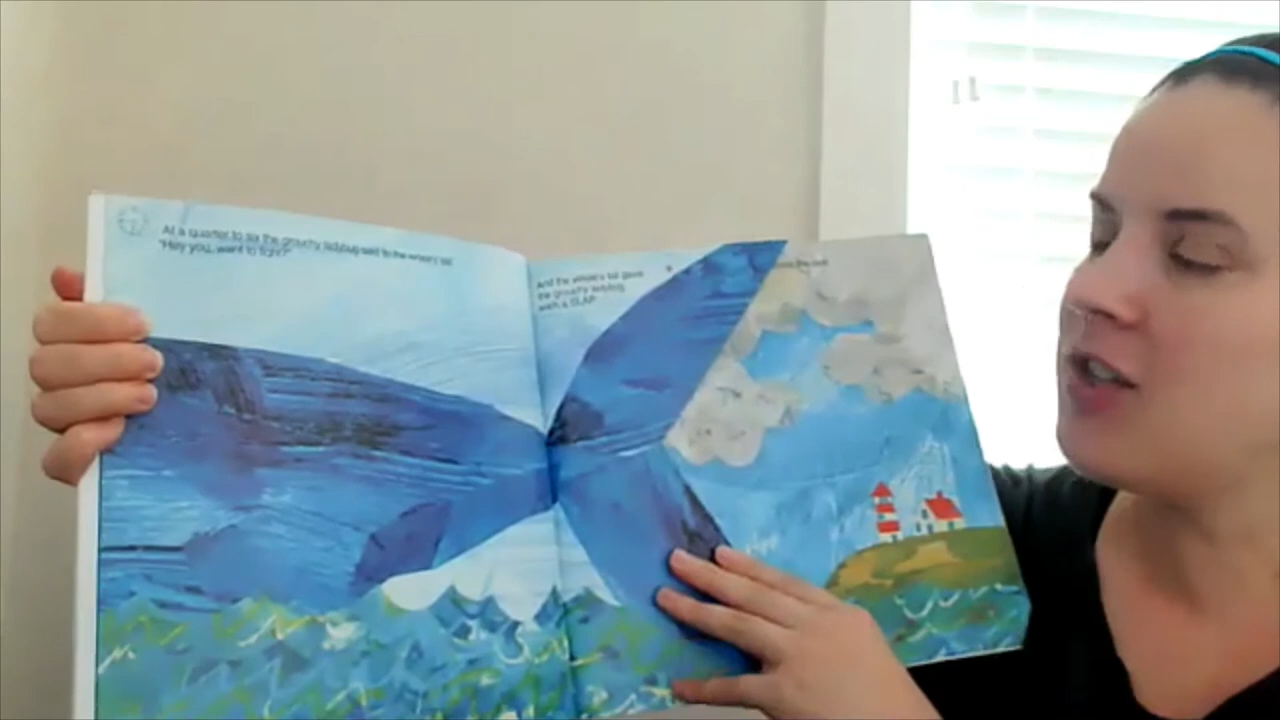 At a quarter to six the grouchy ladybug said to the whale's tail,
"Hey you, want to fight?"
And the whale's tail gave
the grouchy ladybug
such a SLAP